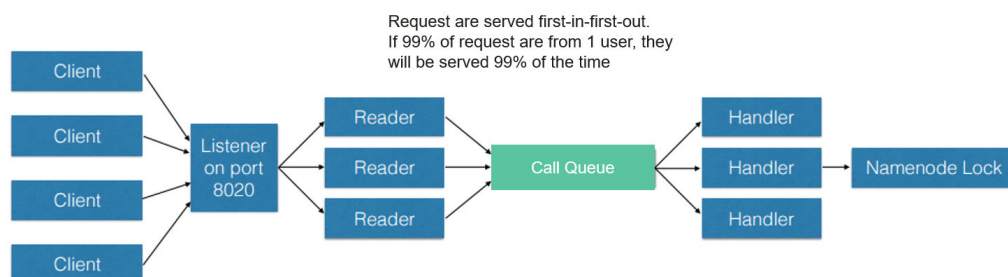 Request are served first-in-first-out.
If 99% of request are from 1 user, they
will be served 99% of the time
Client
Client
Client
Client
Listener
on port
8020
Reader
Reader
Reader
Call Queue
Handler
Handler
Handler
Namenode Lock